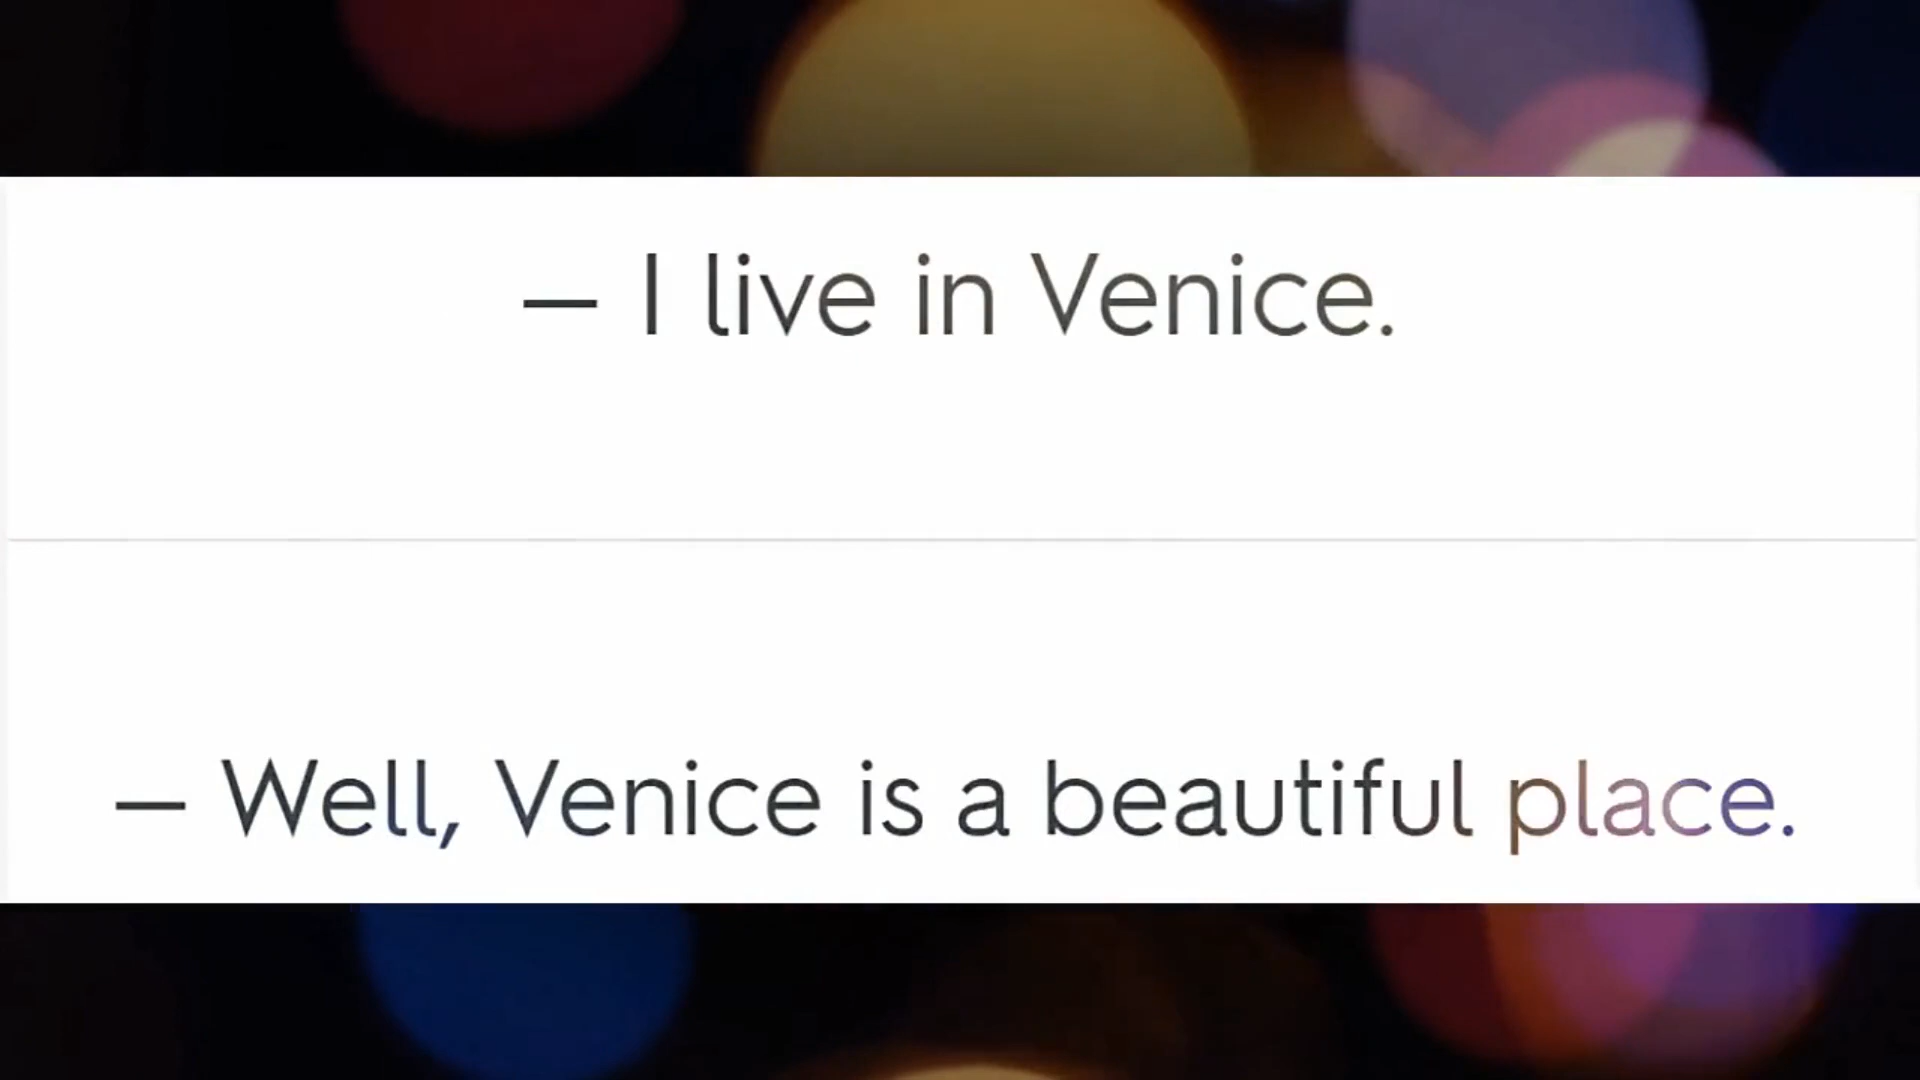 – I live in Venice.
– Well, Venice is a beautiful place.